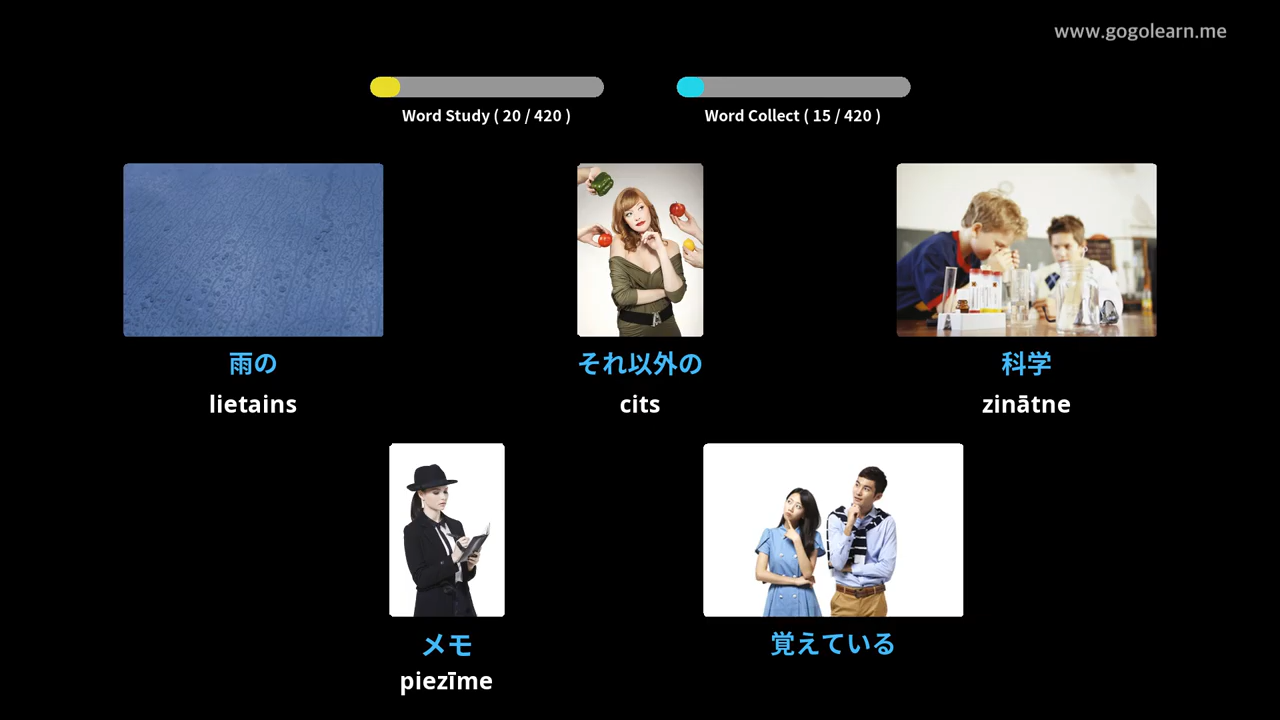 www.gogolearn.me
Word Study ( 20 / 420 )
Word Collect ( 15 / 420 )
雨の
lietains
それ以外の
cits
科学
zinātne
メモ
piezīme
覚えている